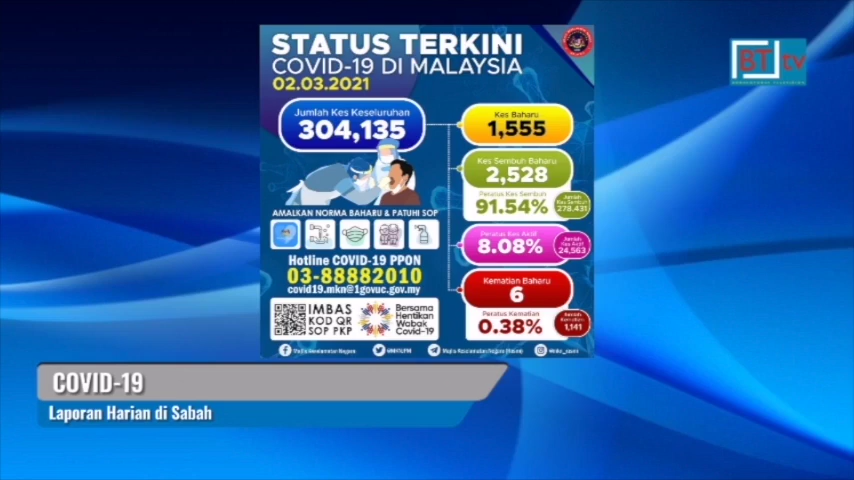 STATUS TERKINI
COVID-19 DI MALAYSIA
02.03.2021
BT tv
Jumlah Kes Keseluruhan
304,135
Kes Baharu
1,555
Kes Sembuh Baharu
2,528
Peratus Kes Sembuh
91.54%
Jumlah
Kes Sembuh
278,431
Peratus Kes Aktif
8.08%
Jumlah
Kes Aktif
24,563
Kematian Baharu
6
Peratus Kematian
0.38%
Jumlah
Kematian
1,141
AMALKAN NORMA BAHARU & PATUHI SOP
Hotline COVID-19 PPON
03-88882010
covid19.mkn@1govuc.gov.my
IMBAS
KOD QR
SOP PKP
Bersama
Hentikan
Wabak
Covid-19
COVID-19
Laporan Harian di Sabah